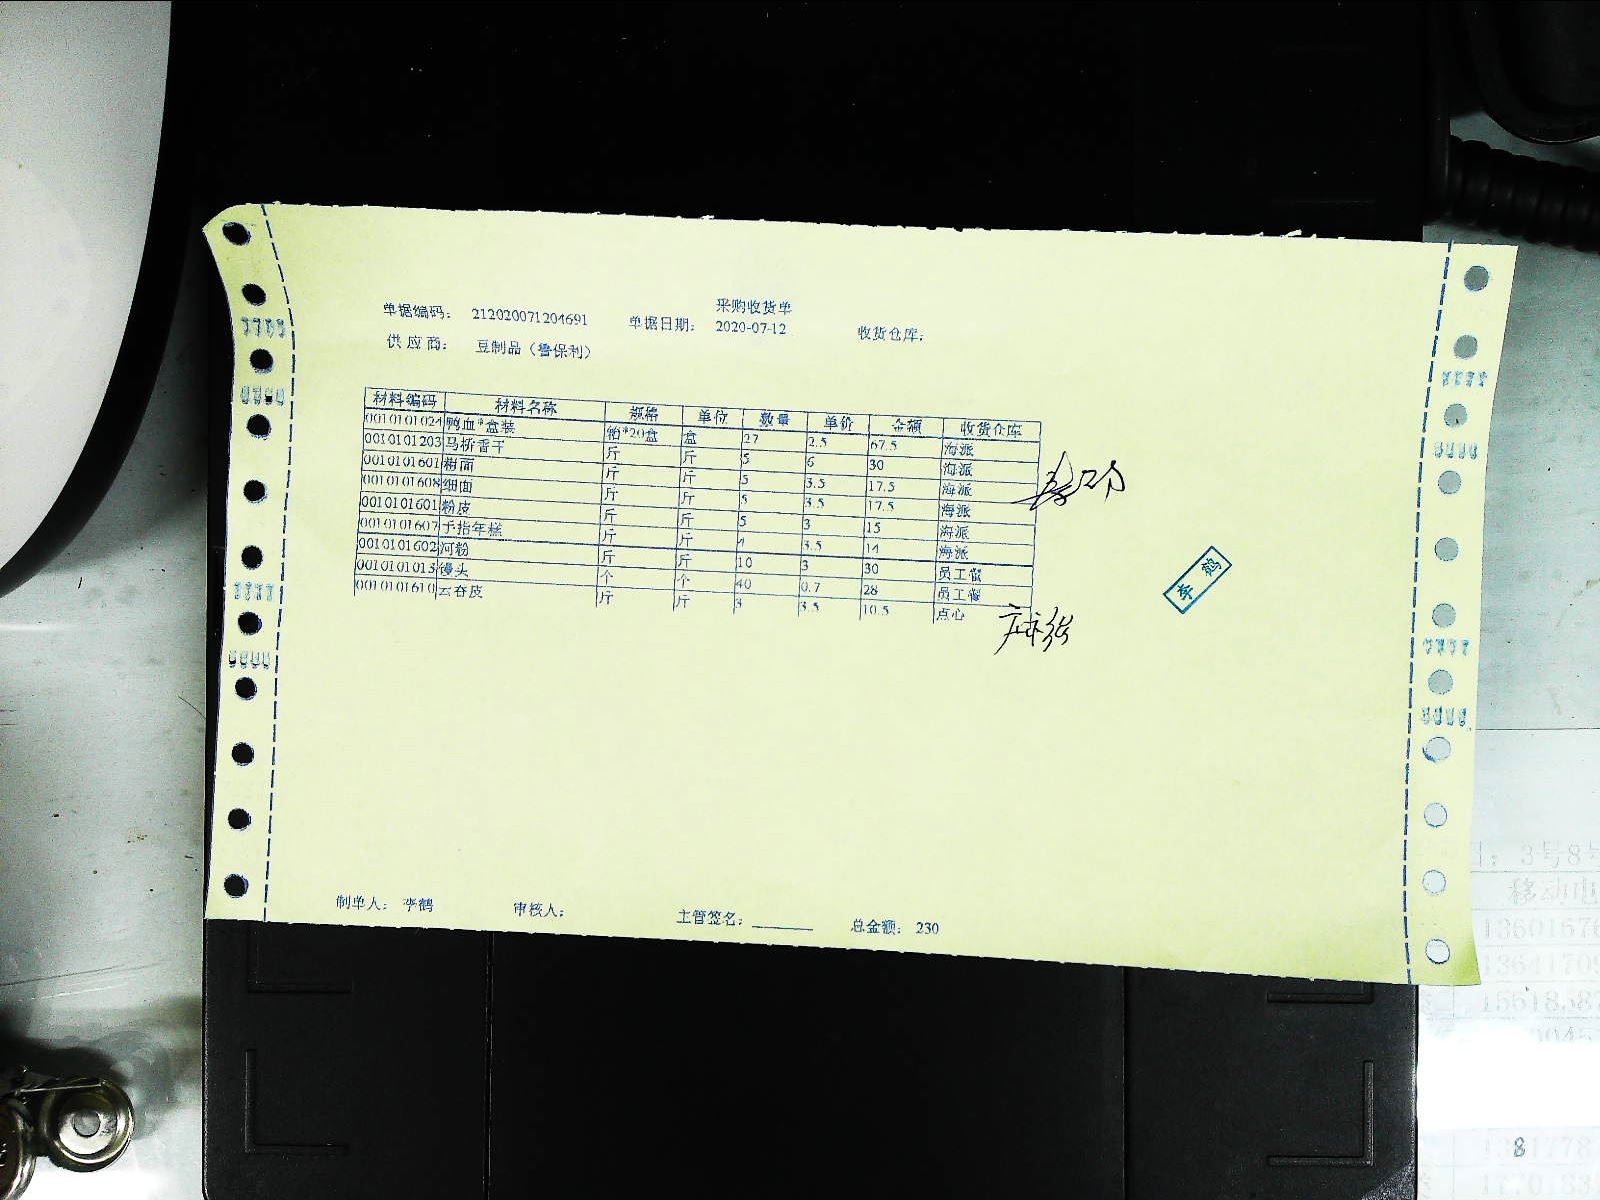 采购收货单
单据编码： 212020071204691 单据日期： 2020-07-12 收货仓库：
供 应 商： 豆制品（鲁保利）
材料编码 材料名称 规格 单位 数量 单价 金额 收货仓库
0010101024 鸭血*盒装 箱*20盒 盒 27 2.5 67.5 海派
0010101203 马桥香干 斤 斤 5 6 30 海派
0010101601 粗面 斤 斤 5 3.5 17.5 海派
0010101608 细面 斤 斤 5 3.5 17.5 海派
0010101601 粉皮 斤 斤 5 3 15 海派
0010101607 手指年糕 斤 斤 4 3.5 14 海派
0010101602 河粉 斤 斤 10 3 30 员工餐
0010101013 馒头 个 个 40 0.7 28 员工餐
0010101610 云吞皮 斤 斤 3 3.5 10.5 点心
李 鹤
制单人： 李鹤 审核人： 主管签名： 总金额： 230
日：3号8号
移动电
8